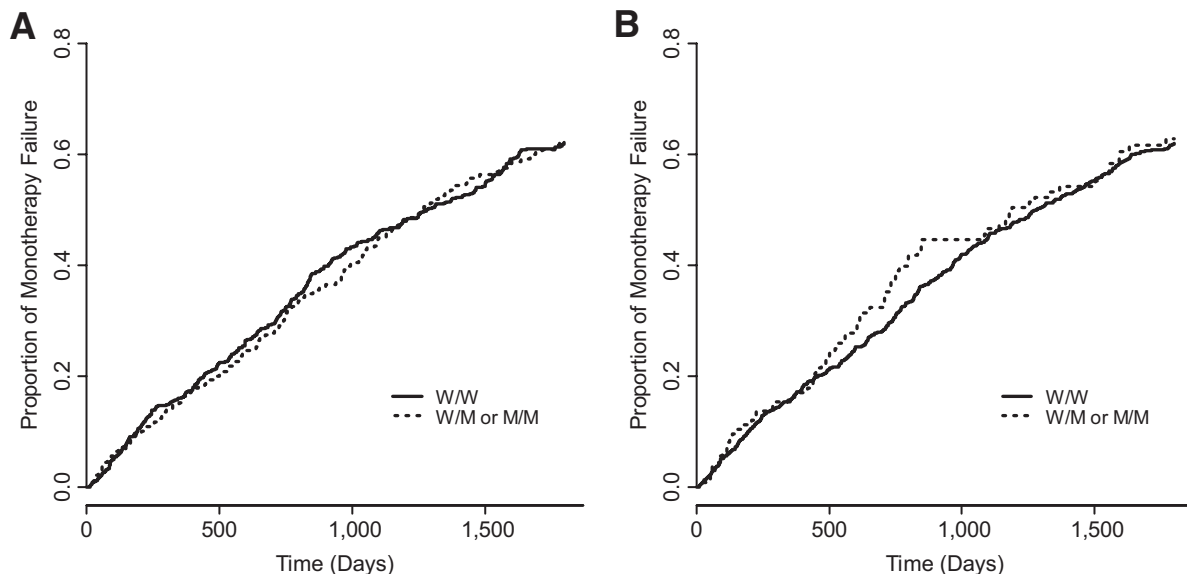 A
Proportion of Monotherapy Failure
0.8
0.6
0.4
0.2
0.0
W/W
W/M or M/M
0 500 1,000 1,500
Time (Days)
B
Proportion of Monotherapy Failure
0.8
0.6
0.4
0.2
0.0
W/W
W/M or M/M
0 500 1,000 1,500
Time (Days)